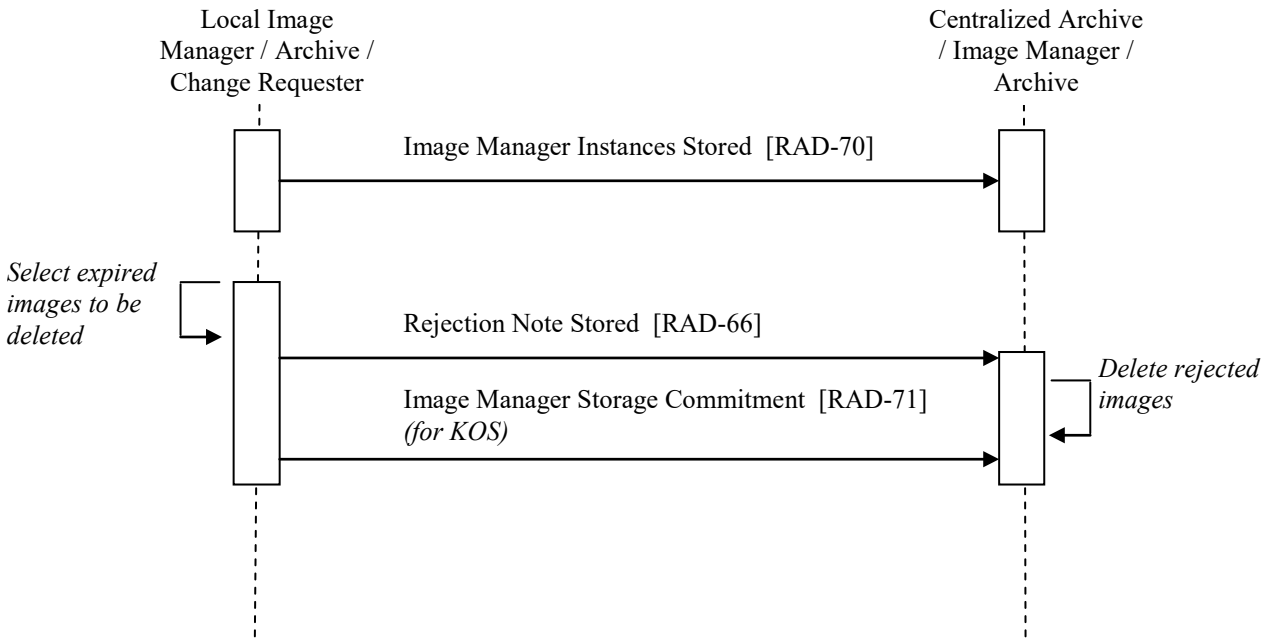 Local Image
Manager / Archive /
Change Requester
Centralized Archive
/ Image Manager /
Archive
Image Manager Instances Stored [RAD-70]
Select expired
images to be
deleted
Rejection Note Stored [RAD-66]
Delete rejected
images
Image Manager Storage Commitment [RAD-71]
(for KOS)